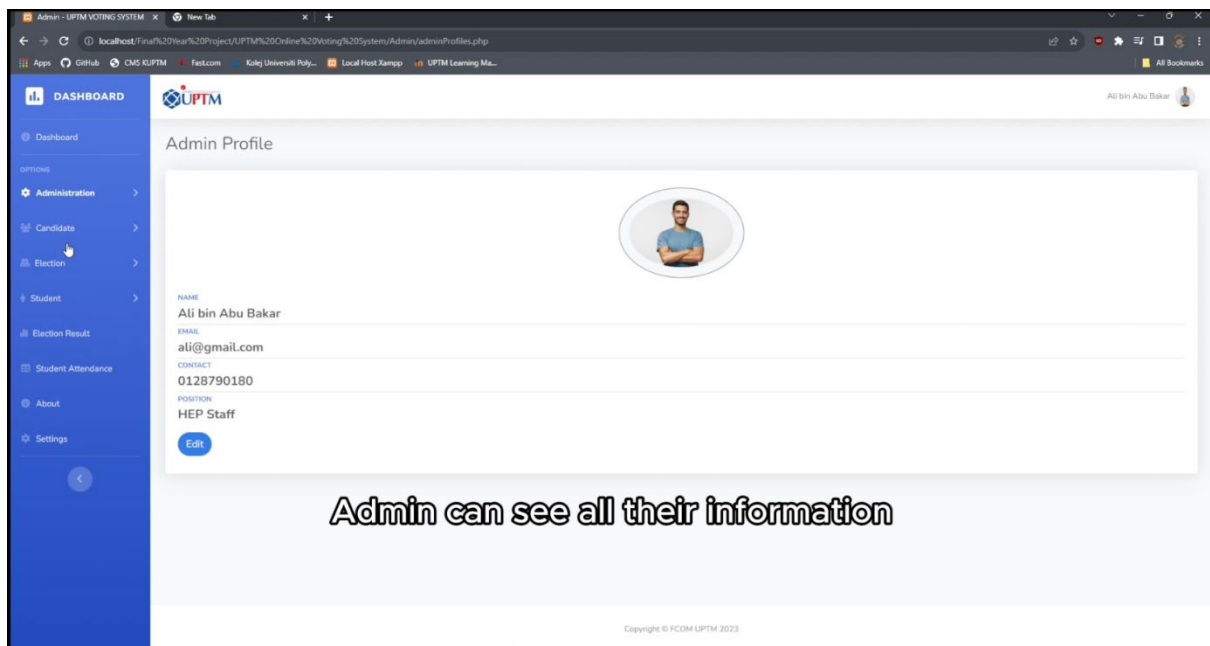 Admin - UPTM VOTING SYSTEM
New Tab
localhost/Final%20Year%20Project/UPTM%20Online%20Voting%20System/Admin/adminProfiles.php
Apps GitHub CMS KUPTM Fast.com Kolej Universiti Poly... Local Host Xampp UPTM Learning Ma... All Bookmarks
DASHBOARD
UPTM
Ali bin Abu Bakar
Dashboard
OPTIONS
Administration
Candidate
Election
Student
Election Result
Student Attendance
About
Settings
Admin Profile
NAME
Ali bin Abu Bakar
EMAIL
ali@gmail.com
CONTACT
0128790180
POSITION
HEP Staff
Edit
Admin can see all their information
Copyright © FCOM UPTM 2023